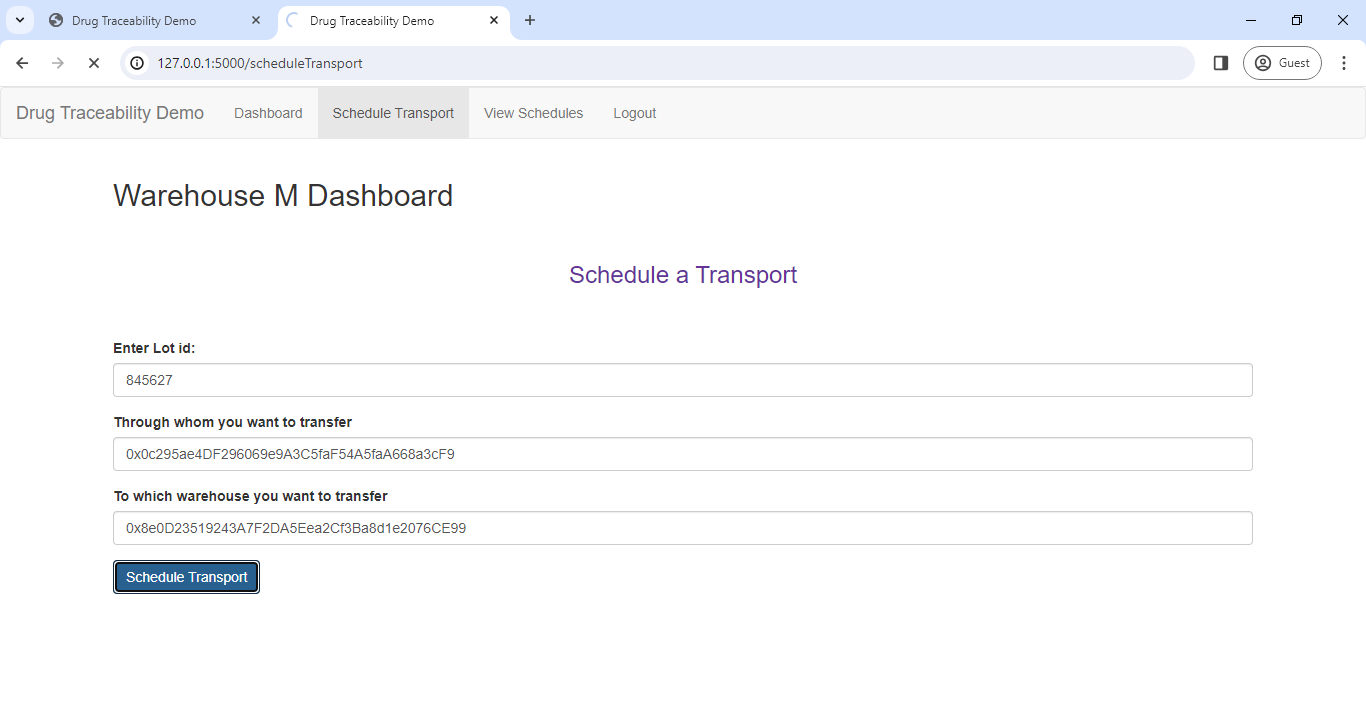 Drug Traceability Demo
Drug Traceability Demo
127.0.0.1:5000/scheduleTransport
Guest
Drug Traceability Demo Dashboard Schedule Transport View Schedules Logout
Warehouse M Dashboard
Schedule a Transport
Enter Lot id:
845627
Through whom you want to transfer
0x0c295ae4DF296069e9A3C5faF54A5faA668a3cF9
To which warehouse you want to transfer
0x8e0D23519243A7F2DA5Eea2Cf3Ba8d1e2076CE99
Schedule Transport